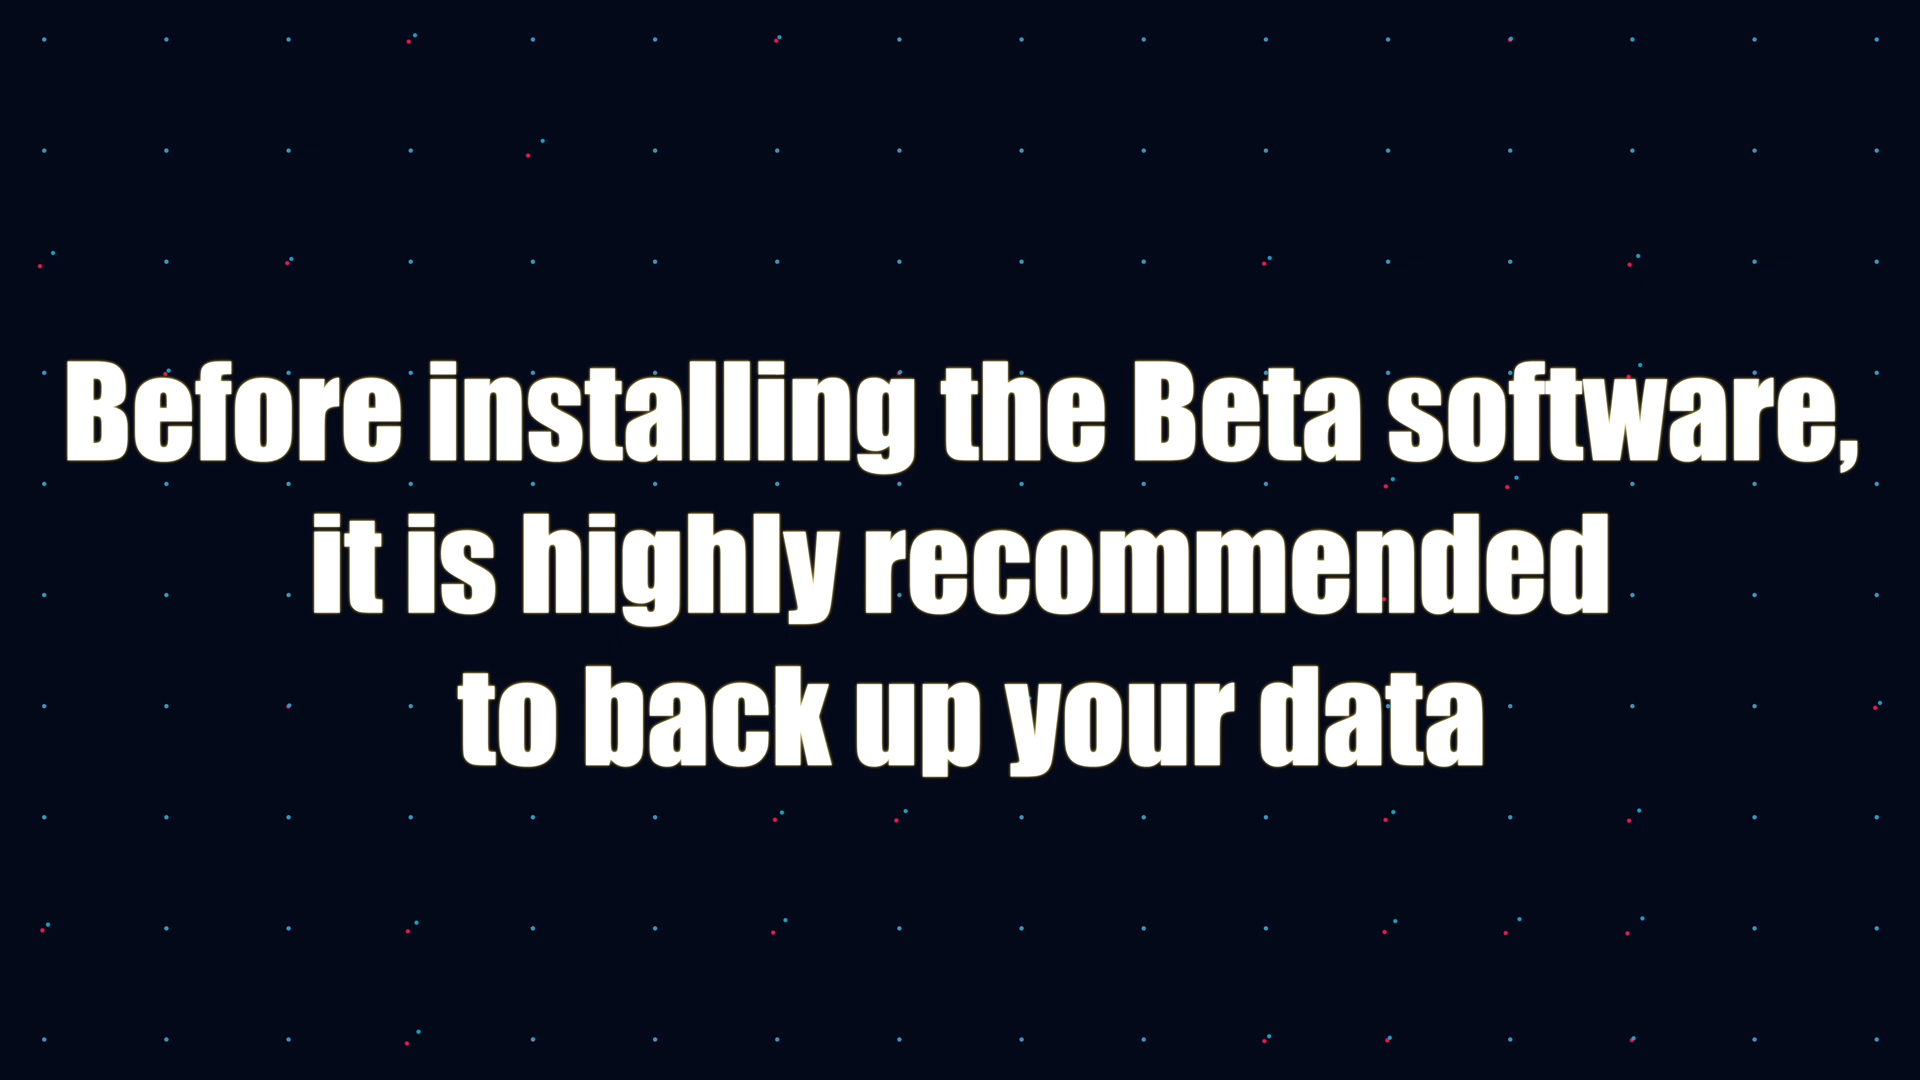 Before installing the Beta software,
it is highly recommended
to back up your data